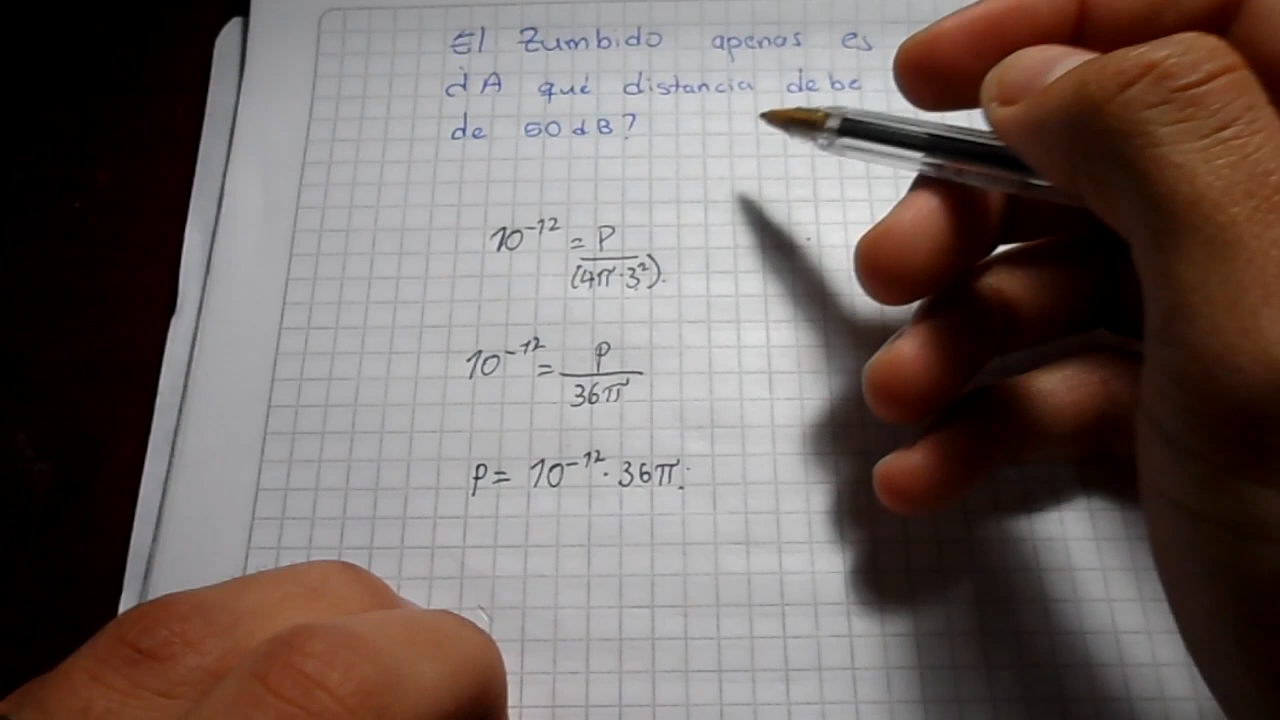 El Zumbido apenas es
¿A qué distancia debe
de 50 dB?
10⁻¹² = P
(4π·3²).
10⁻¹² = P
36π
P = 10⁻¹² · 36π.